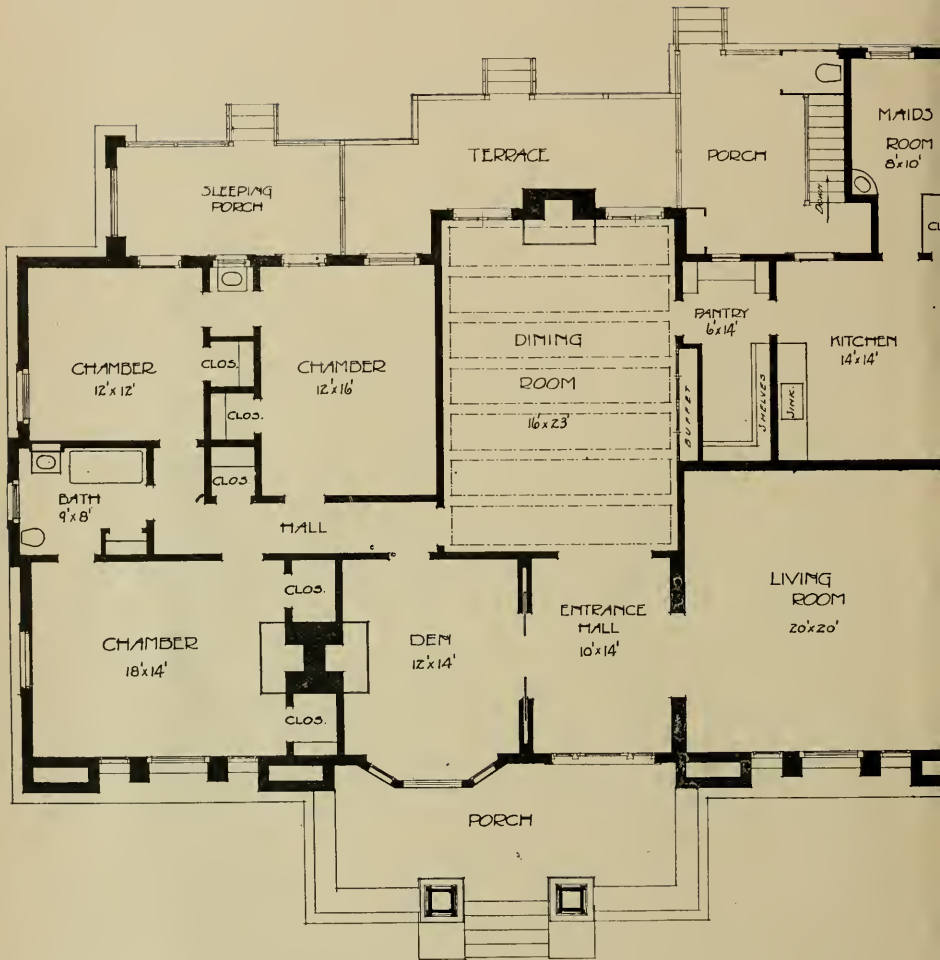 MAIDS
ROOM
8'x10'
TERRACE
PORCH
SLEEPING
PORCH
DOWN
CL
PANTRY
6'x14'
KITCHEN
14'x14'
DINING
ROOM
16'x23'
CHAMBER
12'x12'
CLOS.
CHAMBER
12'x16'
CLOS.
CLOS.
BUFFET
SHELVES
SINK.
BATH
9'x8'
HALL
CLOS.
LIVING
ROOM
20'x20'
ENTRANCE
HALL
10'x14'
DEN
12'x14'
CHAMBER
18'x14'
CLOS.
PORCH